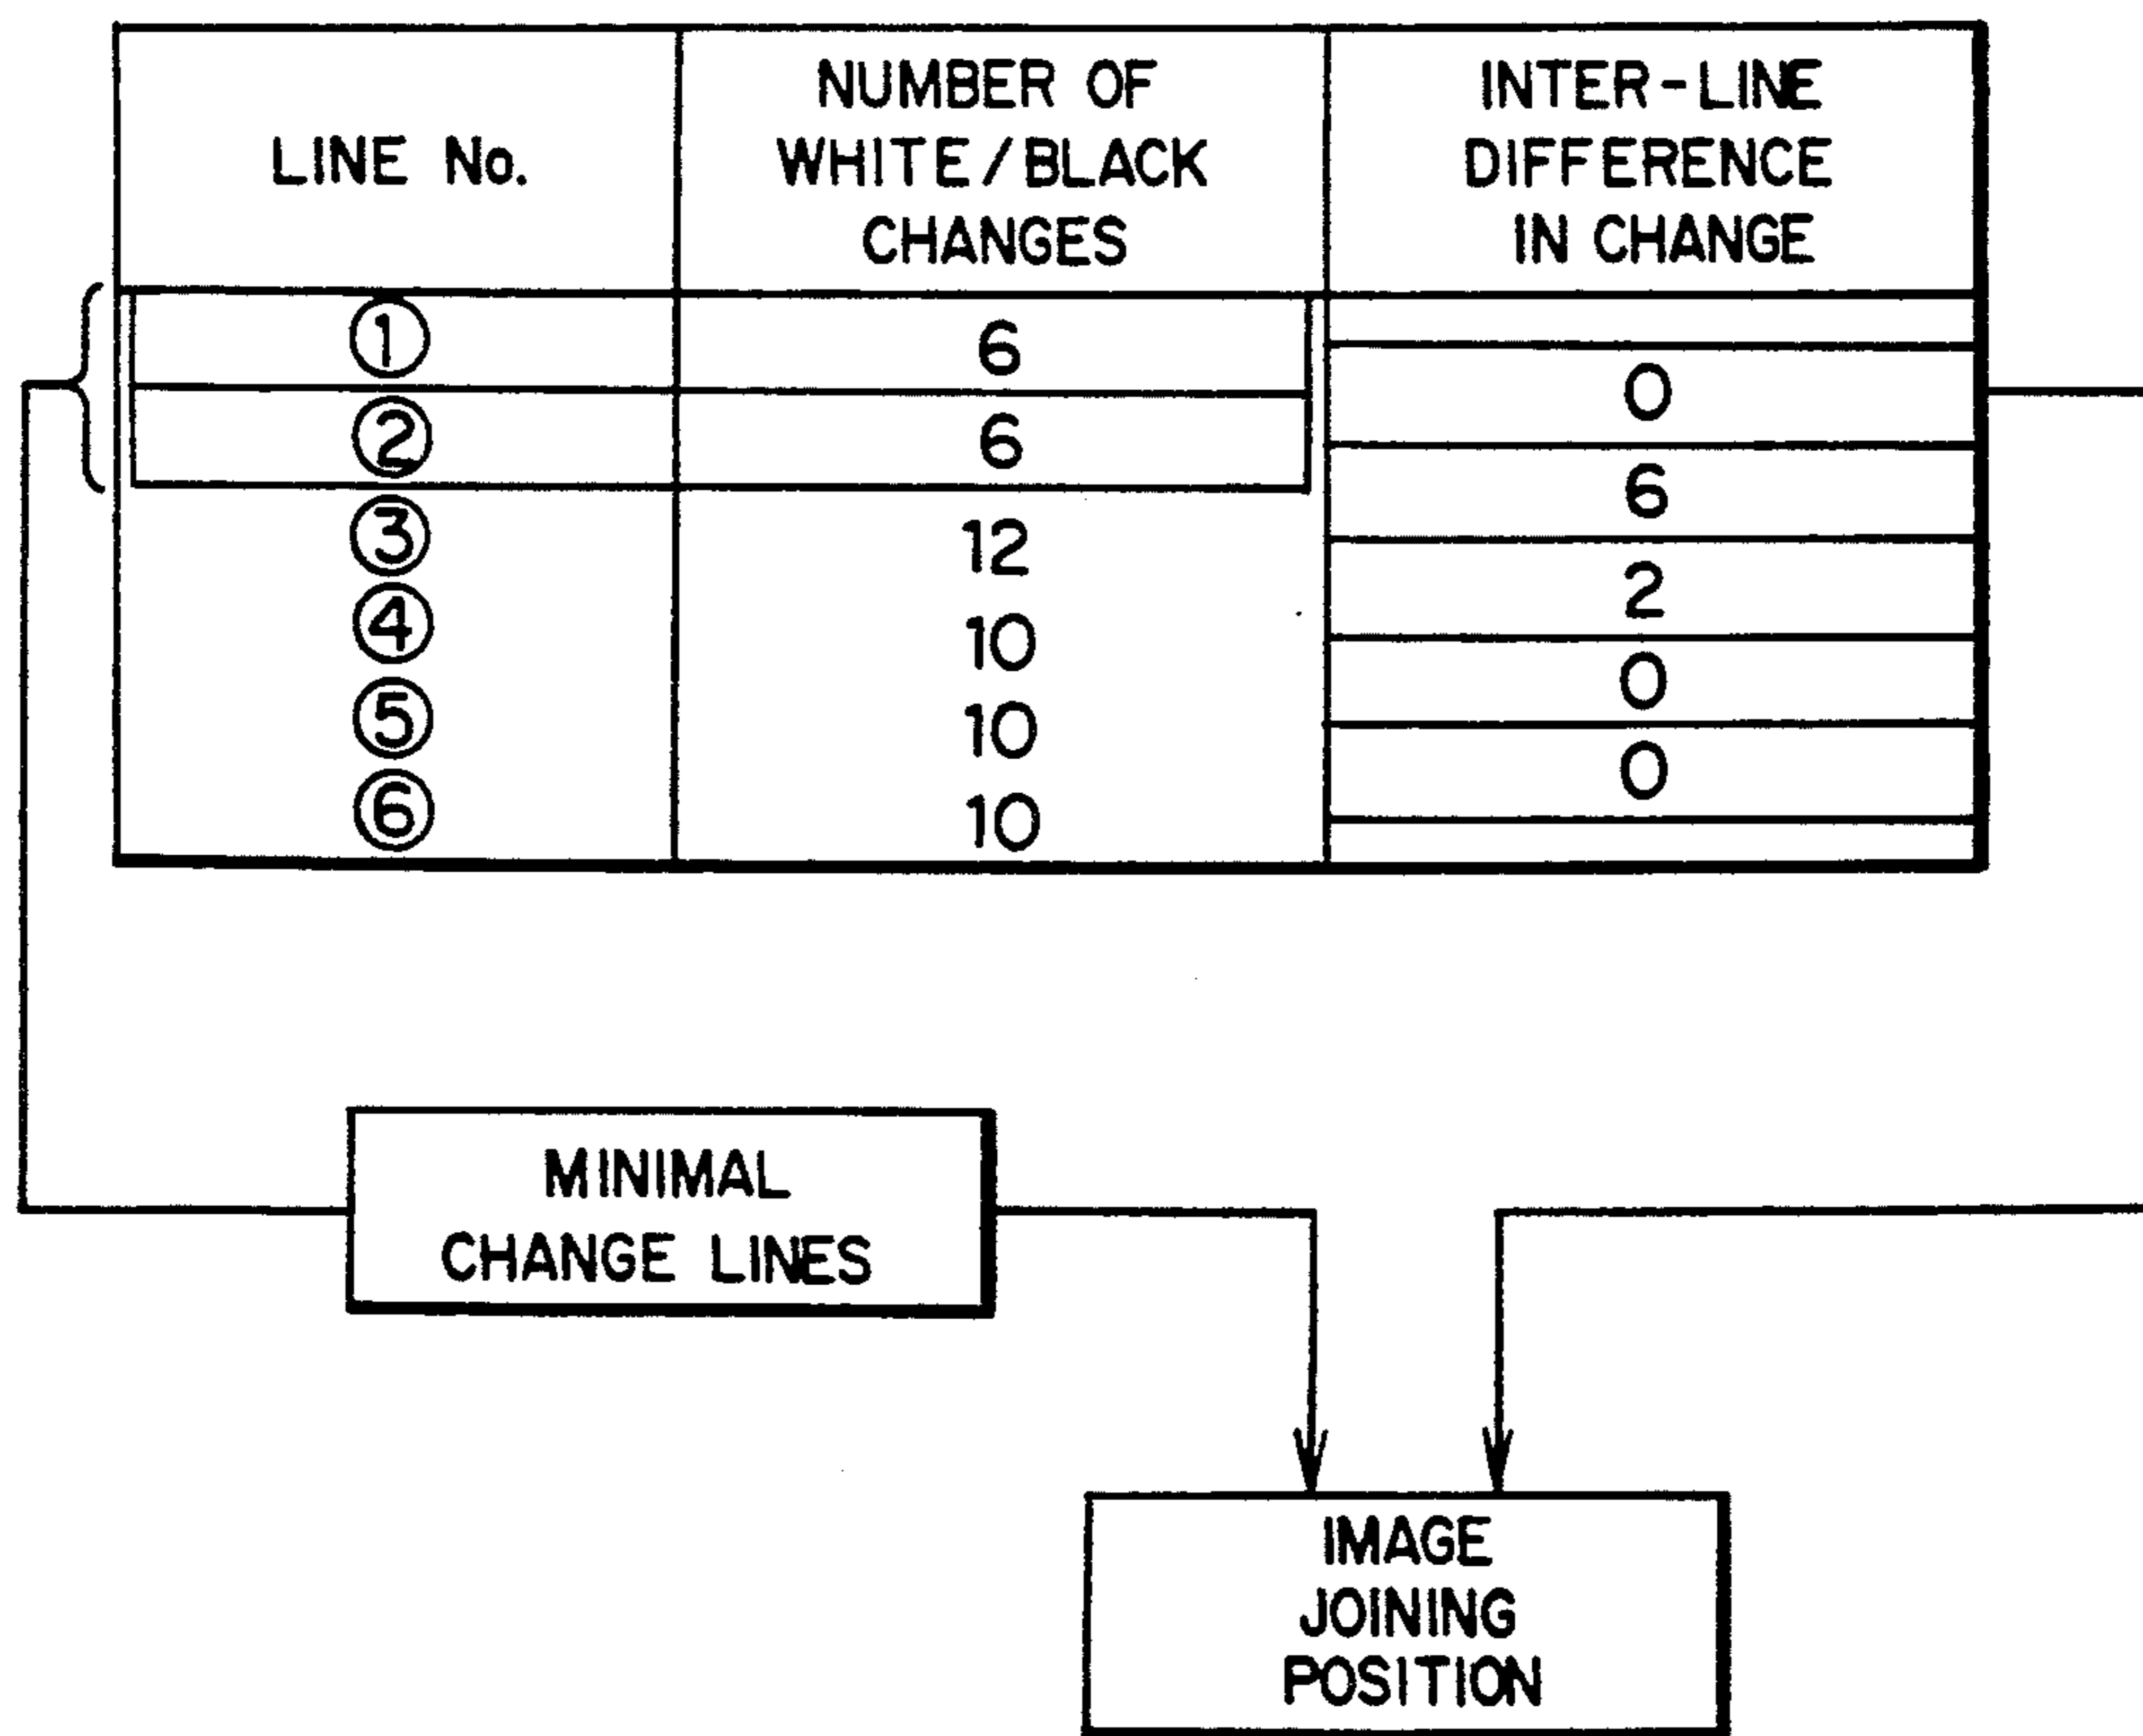 LINE No.
NUMBER OF
WHITE/BLACK
CHANGES
INTER-LINE
DIFFERENCE
IN CHANGE
① 6
0
② 6
6
③ 12
2
④ 10
0
⑤ 10
0
⑥ 10
MINIMAL
CHANGE LINES
IMAGE
JOINING
POSITION